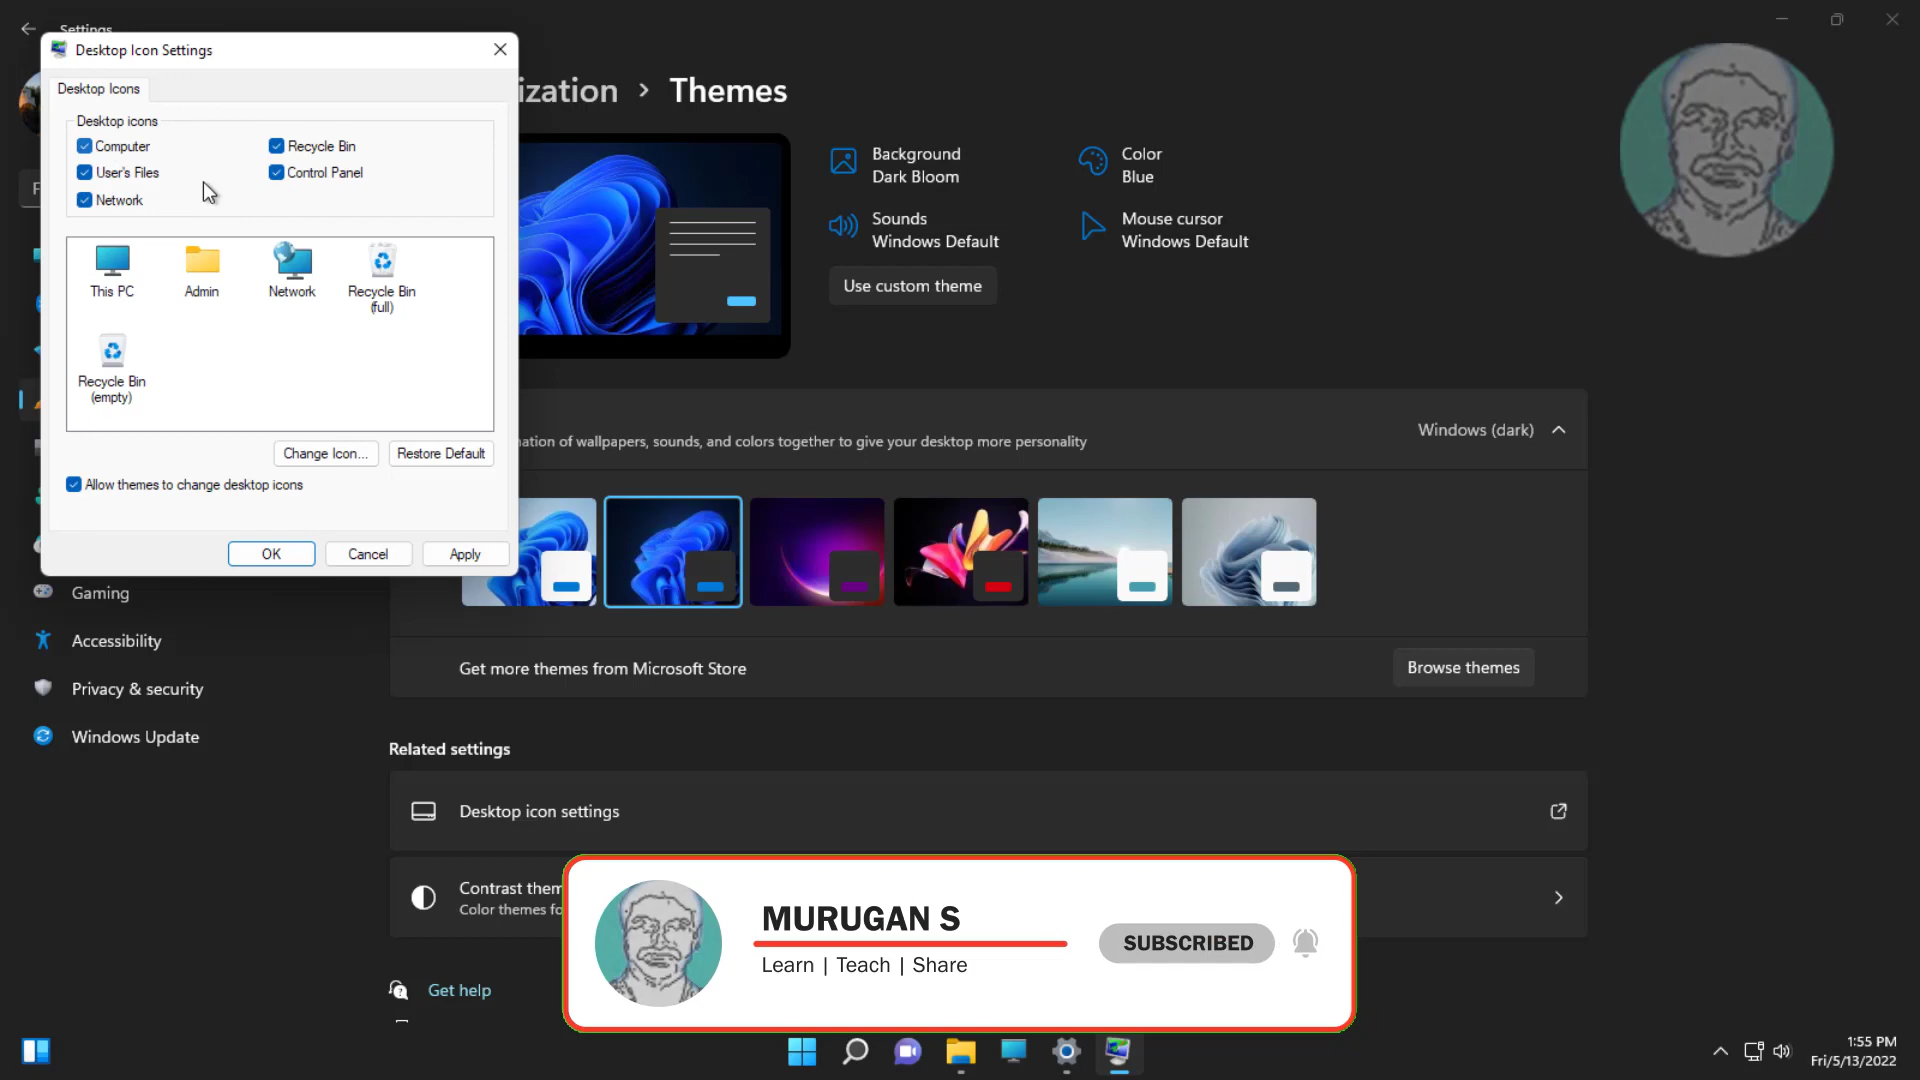 Settings
Desktop Icon Settings
Desktop Icons
Desktop icons
Computer
Recycle Bin
User's Files
Control Panel
Network
This PC
Admin
Network
Recycle Bin
(full)
Recycle Bin
(empty)
Change Icon...
Restore Default
Allow themes to change desktop icons
OK
Cancel
Apply
ization > Themes
Background
Dark Bloom
Color
Blue
Sounds
Windows Default
Mouse cursor
Windows Default
Use custom theme
ation of wallpapers, sounds, and colors together to give your desktop more personality
Windows (dark)
Get more themes from Microsoft Store
Browse themes
Gaming
Accessibility
Privacy & security
Windows Update
Related settings
Desktop icon settings
Contrast them
Color themes fo
MURUGAN S
Learn | Teach | Share
SUBSCRIBED
Get help
1:55 PM
Fri/5/13/2022